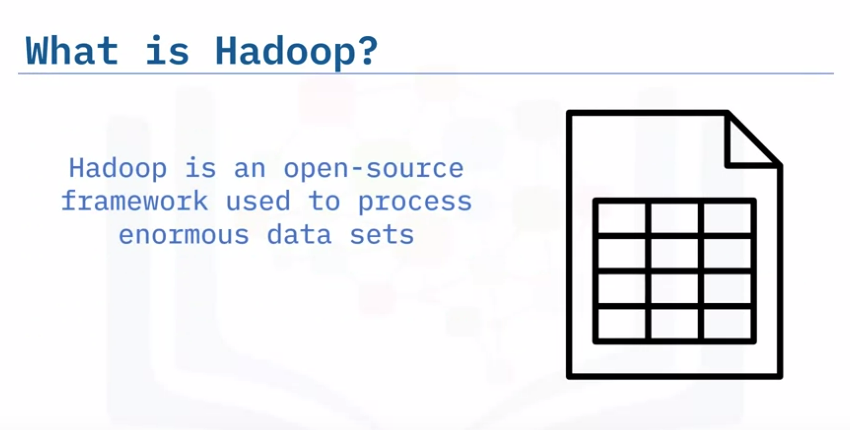 What is Hadoop?
Hadoop is an open-source
framework used to process
enormous data sets